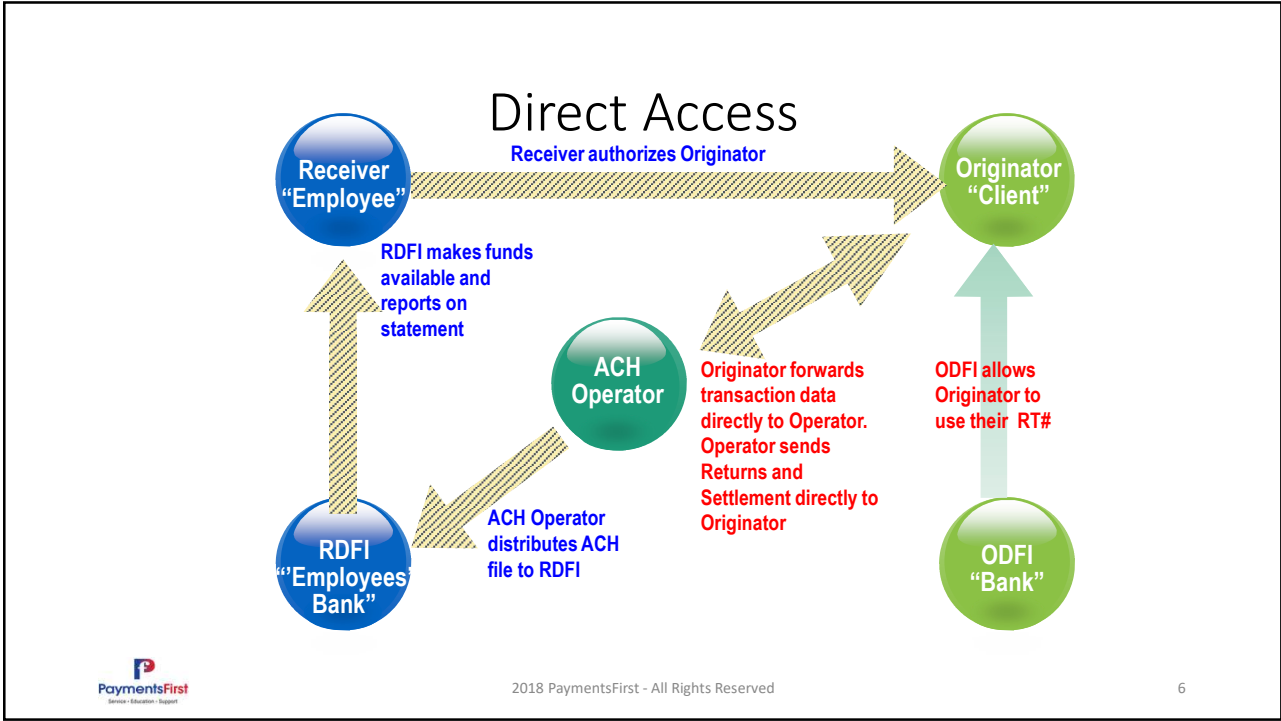 Direct Access
Receiver authorizes Originator
Receiver
“Employee”
Originator
“Client”
RDFI makes funds
available and
reports on
statement
ACH
Operator
Originator forwards
transaction data
directly to Operator.
Operator sends
Returns and
Settlement directly to
Originator
ODFI allows
Originator to
use their RT#
ACH Operator
distributes ACH
file to RDFI
RDFI
“’Employees’
Bank”
ODFI
“Bank”
PaymentsFirst
Service • Education • Support
2018 PaymentsFirst - All Rights Reserved
6